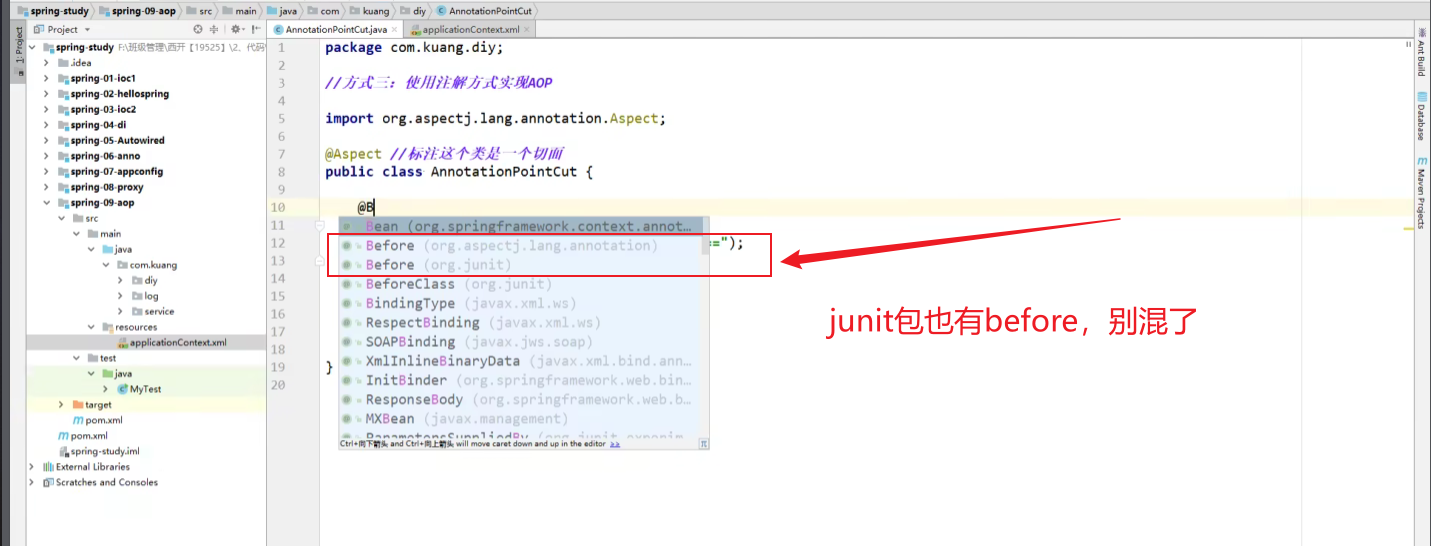 spring-study spring-09-aop src main java com kuang diy AnnotationPointCut
Project
AnnotationPointCut.java
applicationContext.xml
1: Project
spring-study F:\班级管理\西开【19525】\2、代码
.idea
spring-01-ioc1
spring-02-hellospring
spring-03-ioc2
spring-04-di
spring-05-Autowired
spring-06-anno
spring-07-appconfig
spring-08-proxy
spring-09-aop
src
main
java
com.kuang
diy
log
service
resources
applicationContext.xml
test
java
MyTest
target
pom.xml
pom.xml
spring-study.iml
External Libraries
Scratches and Consoles
1 package com.kuang.diy;
2
3 //方式三：使用注解方式实现AOP
4
5 import org.aspectj.lang.annotation.Aspect;
6
7 @Aspect //标注这个类是一个切面
8 public class AnnotationPointCut {
9
10 @B
11
12 =");
13
14
15
16
17
18
19 }
20
Bean (org.springframework.context.annot...
Before (org.aspectj.lang.annotation)
Before (org.junit)
BeforeClass (org.junit)
BindingType (javax.xml.ws)
RespectBinding (javax.xml.ws)
SOAPBinding (javax.jws.soap)
XmlInlineBinaryData (javax.xml.bind.ann...
InitBinder (org.springframework.web.bin...
ResponseBody (org.springframework.web.b...
MXBean (javax.management)
ParametersSuppliedBy (org.junit.experim...
Ctrl+向下箭头 and Ctrl+向上箭头 will move caret down and up in the editor >>
π
junit包也有before，别混了
Ant Build
Database
Maven Projects